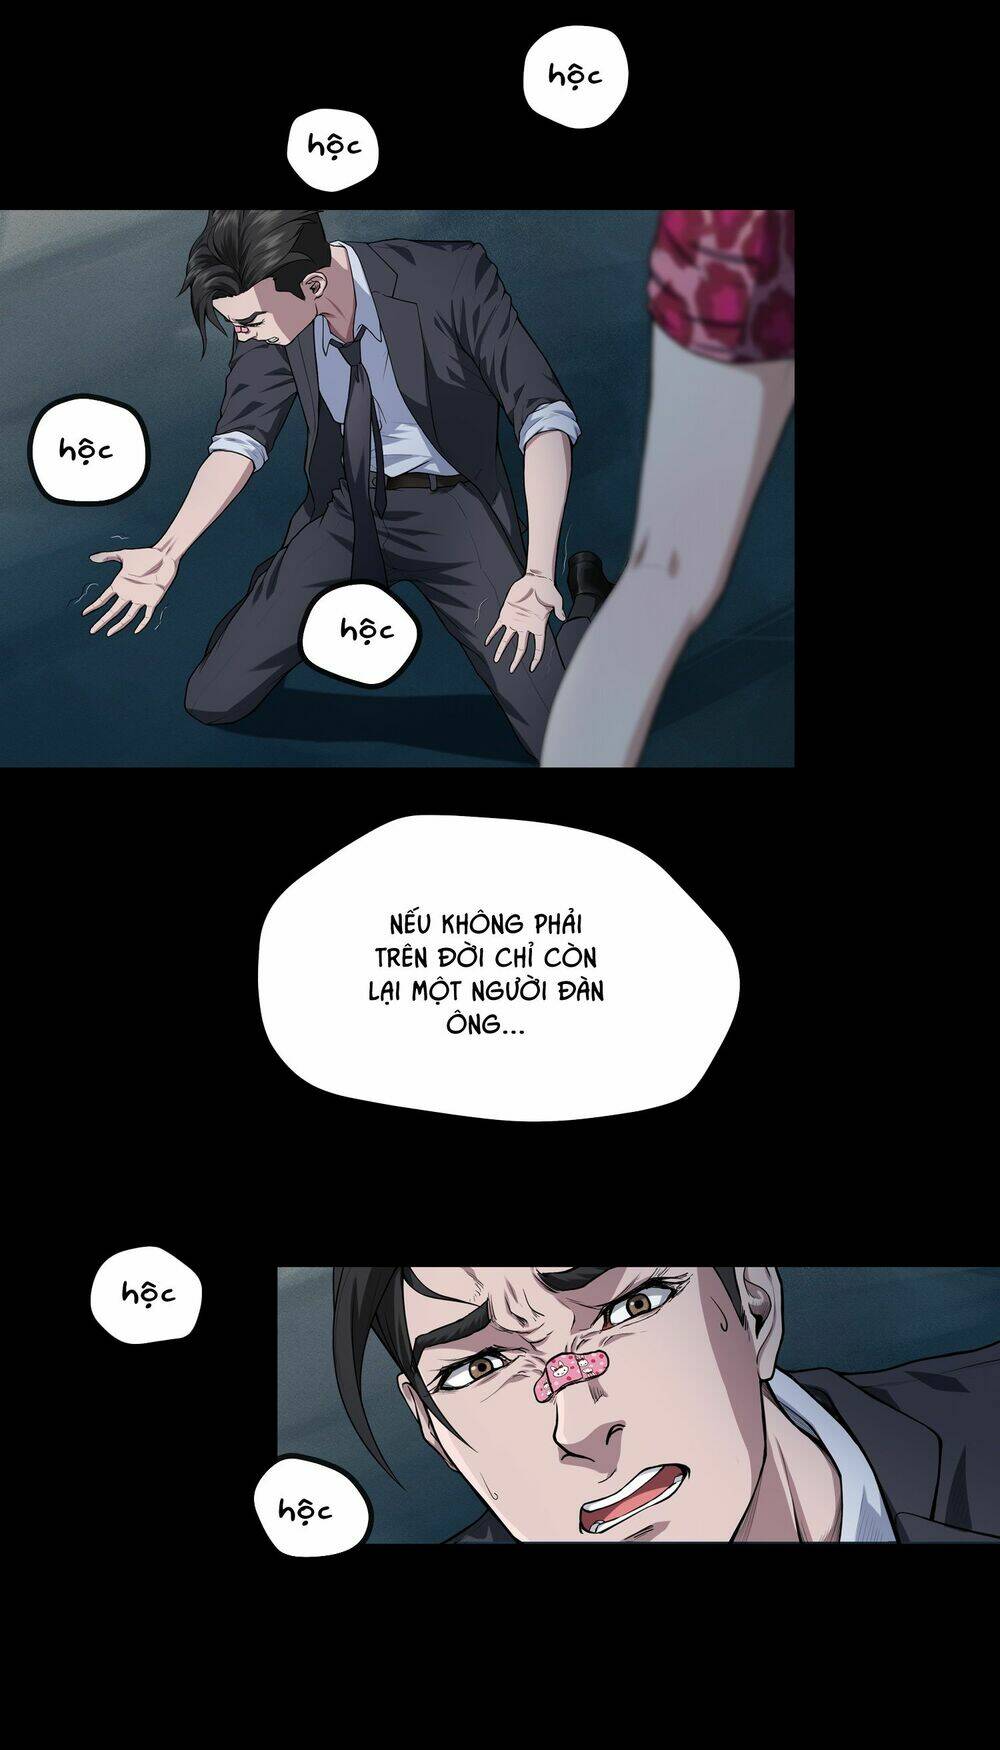 hộc
hộc
hộc
hộc
NẾU KHÔNG PHẢI
TRÊN ĐỜI CHỈ CÒN
LẠI MỘT NGƯỜI ĐÀN
ÔNG...
hộc
hộc